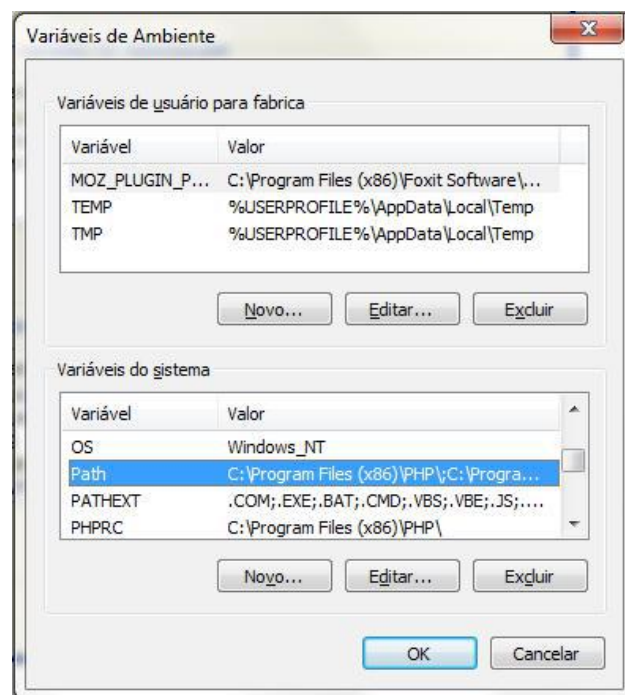 Variáveis de Ambiente
Variáveis de usuário para fabrica
Variável Valor
MOZ_PLUGIN_P... C:\Program Files (x86)\Foxit Software\...
TEMP %USERPROFILE%\AppData\Local\Temp
TMP %USERPROFILE%\AppData\Local\Temp
Novo... Editar... Excluir
Variáveis do sistema
Variável Valor
OS Windows_NT
Path C:\Program Files (x86)\PHP\;C:\Progra...
PATHEXT .COM;.EXE;.BAT;.CMD;.VBS;.VBE;.JS;....
PHPRC C:\Program Files (x86)\PHP\
Novo... Editar... Excluir
OK Cancelar